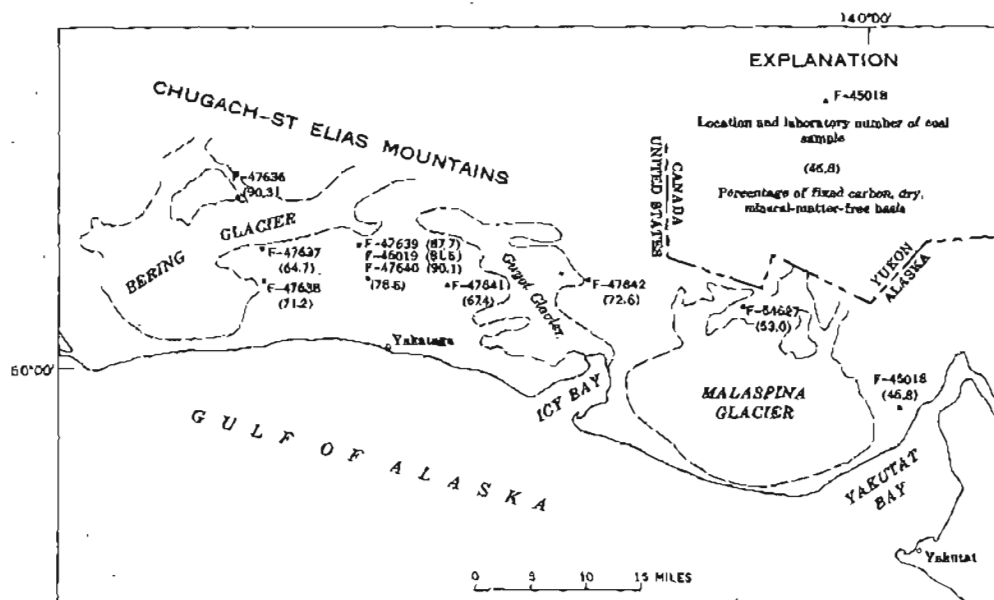 140°00'
EXPLANATION
F-45018
Location and laboratory number of coal
sample
(46.8)
Percentage of fixed carbon, dry,
mineral-matter-free basis
CHUGACH-ST ELIAS MOUNTAINS
CANADA
UNITED STATES
YUKON
ALASKA
F-47636
(90.3)
BERING GLACIER
F-47637
(64.7)
F-47638
(71.2)
F-47639 (87.7)
F-46019 (81.5)
F-47640 (90.1)
(78.6)
F-47641
(67.4)
Guyot Glacier
F-47642
(72.6)
(53.0)
Yakataga
60°00'
ICY BAY
MALASPINA
GLACIER
F-45018
(46.8)
GULF OF ALASKA
YAKUTAT
BAY
Yakutat
0 5 10 15 MILES